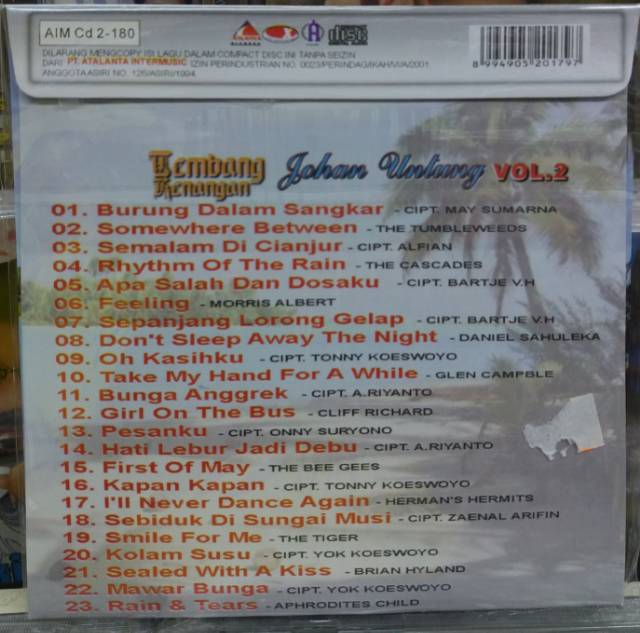 AIM Cd 2-180
DILARANG MENGCOPY ISI LAGU DALAM COMPACT DISC INI TANPA SEIZIN
DARI PT. ATALANTA INTERMUSIC IZIN PERINDUSTRIAN NO. 0023/PERINDAG/IKAH/V/A/2001
ANGGOTA ASIRI NO. 126/ASIRI/1994
8 994905 201797
Tembang Kenangan Johan Untung VOL.2
01. Burung Dalam Sangkar - CIPT. MAY SUMARNA
02. Somewhere Between - THE TUMBLEWEEDS
03. Semalam Di Cianjur - CIPT. ALFIAN
04. Rhythm Of The Rain - THE CASCADES
05. Apa Salah Dan Dosaku - CIPT. BARTJE V.H
06. Feeling - MORRIS ALBERT
07. Sepanjang Lorong Gelap - CIPT. BARTJE V.H
08. Don't Sleep Away The Night - DANIEL SAHULEKA
09. Oh Kasihku - CIPT. TONNY KOESWOYO
10. Take My Hand For A While - GLEN CAMPBLE
11. Bunga Anggrek - CIPT. A.RIYANTO
12. Girl On The Bus - CLIFF RICHARD
13. Pesanku - CIPT. ONNY SURYONO
14. Hati Lebur Jadi Debu - CIPT. A.RIYANTO
15. First Of May - THE BEE GEES
16. Kapan Kapan - CIPT. TONNY KOESWOYO
17. I'll Never Dance Again - HERMAN'S HERMITS
18. Sebiduk Di Sungai Musi - CIPT. ZAENAL ARIFIN
19. Smile For Me - THE TIGER
20. Kolam Susu - CIPT. YOK KOESWOYO
21. Sealed With A Kiss - BRIAN HYLAND
22. Mawar Bunga - CIPT. YOK KOESWOYO
23. Rain & Tears - APHRODITES CHILD